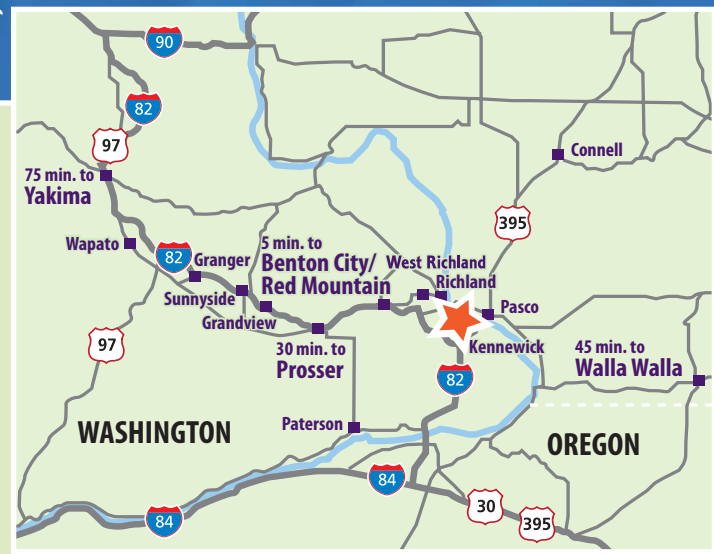 90
82
97
Connell
75 min. to
Yakima
395
Wapato
82
Granger
5 min. to
Benton City/
Red Mountain
West Richland
Richland
Sunnyside
Grandview
Pasco
Kennewick
97
30 min. to
Prosser
82
45 min. to
Walla Walla
Paterson
WASHINGTON
OREGON
84
84
30
395